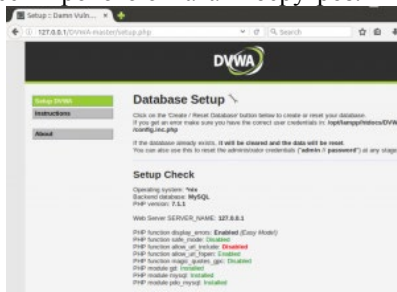 Setup :: Damn Vuln...
127.0.0.1/DVWA-master/setup.php
Search
DVWA
Setup DVWA
Instructions
About
Database Setup
Click on the 'Create / Reset Database' button below to create or reset your database.
If you get an error make sure you have the correct user credentials in: /opt/lampp/htdocs/DVW
/config.inc.php
If the database already exists, it will be cleared and the data will be reset.
You can also use this to reset the administrator credentials ("admin // password") at any stage
Setup Check
Operating system: *nix
Backend database: MySQL
PHP version: 7.1.1
Web Server SERVER_NAME: 127.0.0.1
PHP function display_errors: Enabled (Easy Mode!)
PHP function safe_mode: Disabled
PHP function allow_url_include: Disabled
PHP function allow_url_fopen: Enabled
PHP function magic_quotes_gpc: Disabled
PHP module gd: Installed
PHP module mysql: Installed
PHP module pdo_mysql: Installed